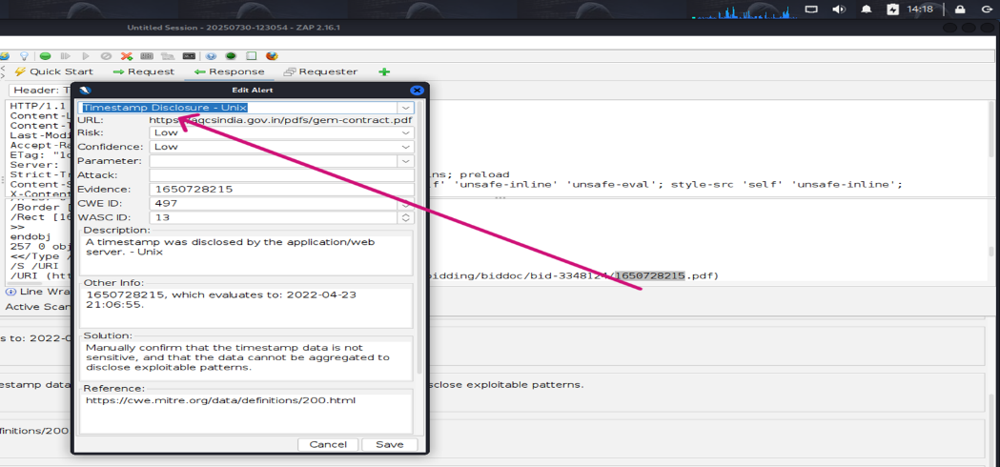 14:18
Untitled Session - 20250730-123054 - ZAP 2.16.1
Quick Start Request Response Requester
Header: T
Edit Alert
HTTP/1.1
Content-L
Content-T
Last-Modi
Accept-Ra
ETag: "1d
Server:
Strict-Tr ns; preload
Content-S f' 'unsafe-inline' 'unsafe-eval'; style-src 'self' 'unsafe-inline';
X-Content
/Border [
/Rect [16
>>
endobj
257 0 obj
<</Type /
/S /URI
/URI (htt bidding/biddoc/bid-3348124/1650728215.pdf)
Line Wra
Active Scan
s to: 2022-0
estamp data sclose exploitable patterns.
finitions/200
Timestamp Disclosure - Unix
URL: https://aqcsindia.gov.in/pdfs/gem-contract.pdf
Risk: Low
Confidence: Low
Parameter:
Attack:
Evidence: 1650728215
CWE ID: 497
WASC ID: 13
Description:
A timestamp was disclosed by the application/web
server. - Unix
Other Info:
1650728215, which evaluates to: 2022-04-23
21:06:55.
Solution:
Manually confirm that the timestamp data is not
sensitive, and that the data cannot be aggregated to
disclose exploitable patterns.
Reference:
https://cwe.mitre.org/data/definitions/200.html
Cancel Save